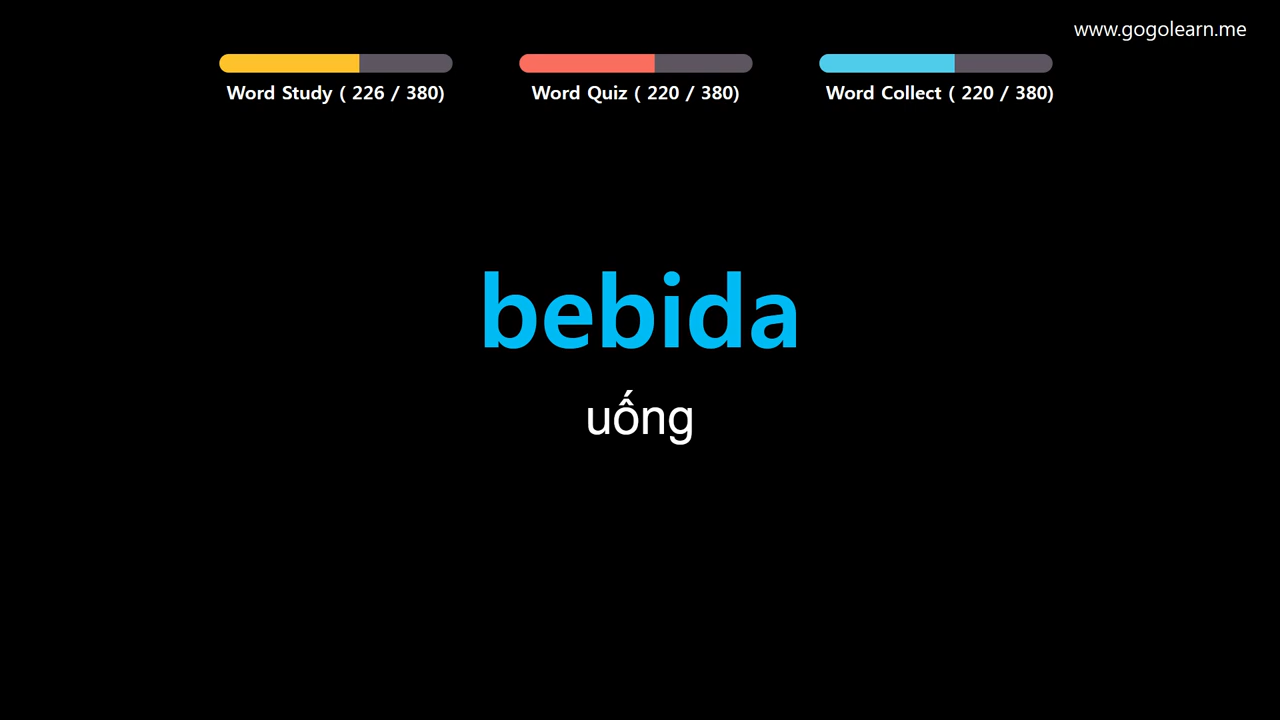 www.gogolearn.me
Word Study ( 226 / 380)
Word Quiz ( 220 / 380)
Word Collect ( 220 / 380)
bebida
uống